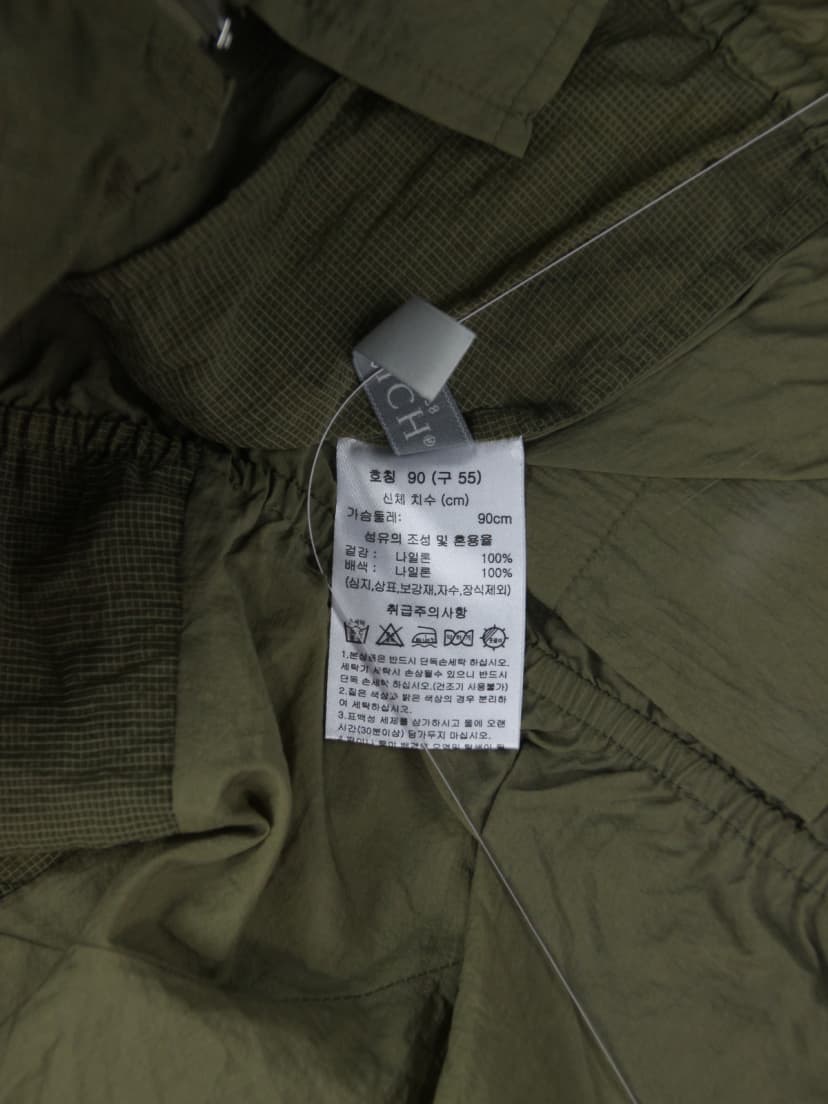 ICH®
호칭 90 (구 55)
신체 치수 (cm)
가슴둘레: 90cm
섬유의 조성 및 혼용율
겉감 : 나일론 100%
배색 : 나일론 100%
(심지,상표,보강재,자수,장식제외)
취급주의사항
손세탁
1.본상품은 반드시 단독손세탁 하십시오.
세탁기 세탁시 손상될수 있으니 반드시
단독 손세탁 하십시오.(건조기 사용불가)
2.짙은 색상과 밝은 색상의 경우 분리하
여 세탁하십시오.
3.표백성 세제를 삼가하시고 물에 오랜
시간(30분이상) 담가두지 마십시오.